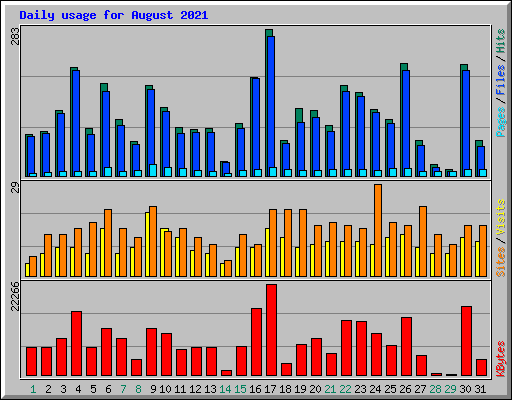 Daily usage for August 2021
283
Pages / Files / Hits
29
Sites / Visits
22266
KBytes
1 2 3 4 5 6 7 8 9 10 11 12 13 14 15 16 17 18 19 20 21 22 23 24 25 26 27 28 29 30 31